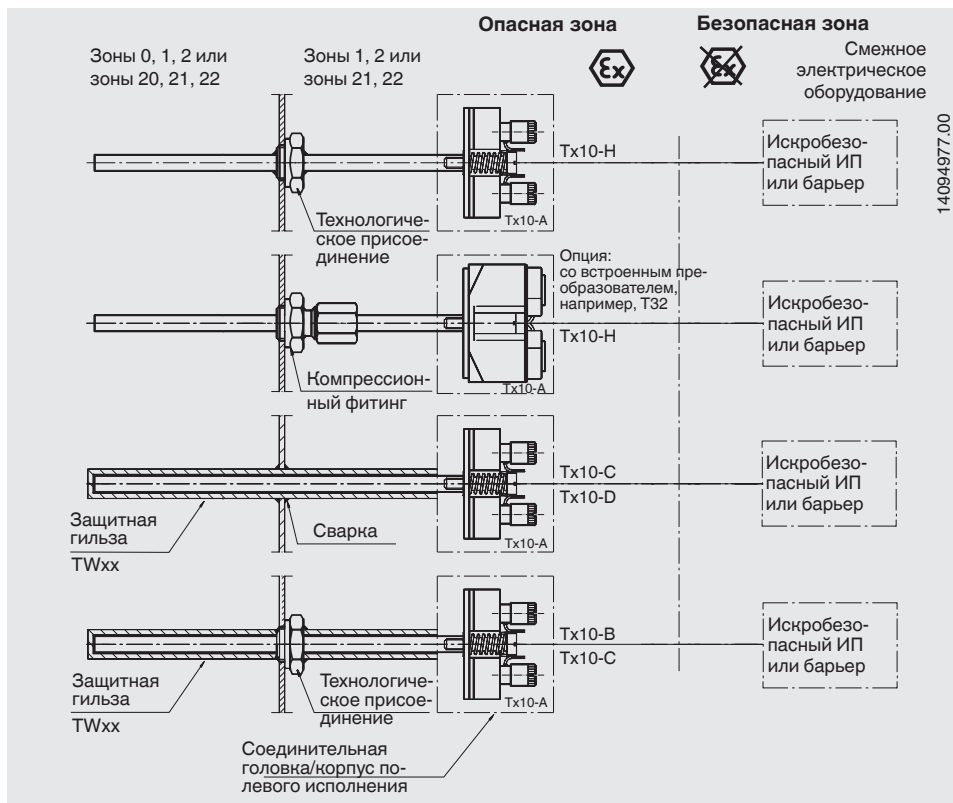 Опасная зона
Безопасная зона
Зоны 0, 1, 2 или
зоны 20, 21, 22
Зоны 1, 2 или
зоны 21, 22
Ex
Ex
Смежное
электрическое
оборудование
14094977.00
Tx10-H
Искробезо-
пасный ИП
или барьер
Tx10-A
Технологиче-
ское присое-
динение
Опция:
со встроенным пре-
образователем,
например, T32
Tx10-H
Искробезо-
пасный ИП
или барьер
Tx10-A
Компрессион-
ный фитинг
Tx10-C
Tx10-D
Искробезо-
пасный ИП
или барьер
Защитная
гильза
TWxx
Сварка
Tx10-A
Tx10-B
Tx10-C
Искробезо-
пасный ИП
или барьер
Защитная
гильза
TWxx
Технологиче-
ское присое-
динение
Tx10-A
Соединительная
головка/корпус по-
левого исполнения